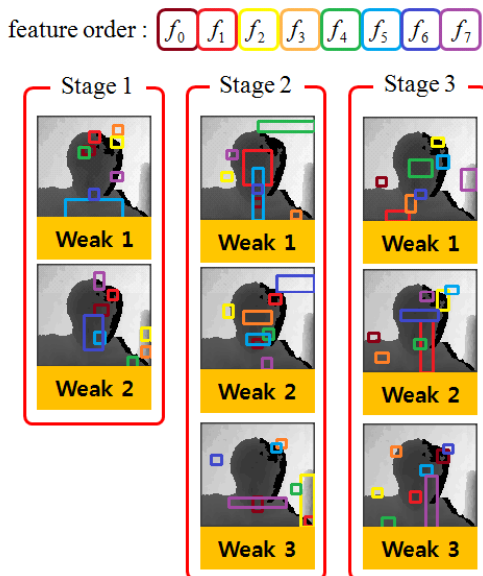 feature order : f0 f1 f2 f3 f4 f5 f6 f7
Stage 1 Stage 2 Stage 3
Weak 1 Weak 1 Weak 1
Weak 2 Weak 2 Weak 2
Weak 3 Weak 3